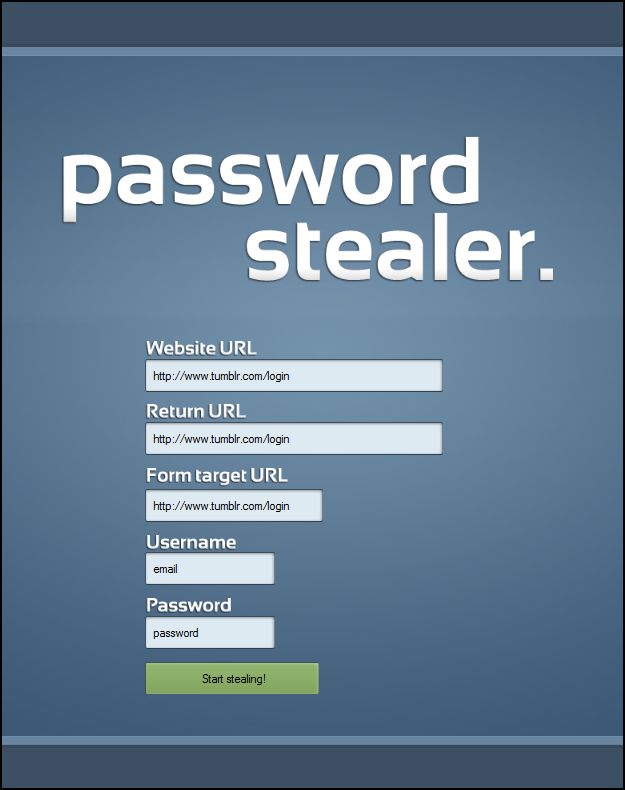 password
stealer.
Website URL
http://www.tumblr.com/login
Return URL
http://www.tumblr.com/login
Form target URL
http://www.tumblr.com/login
Username
email
Password
password
Start stealing!